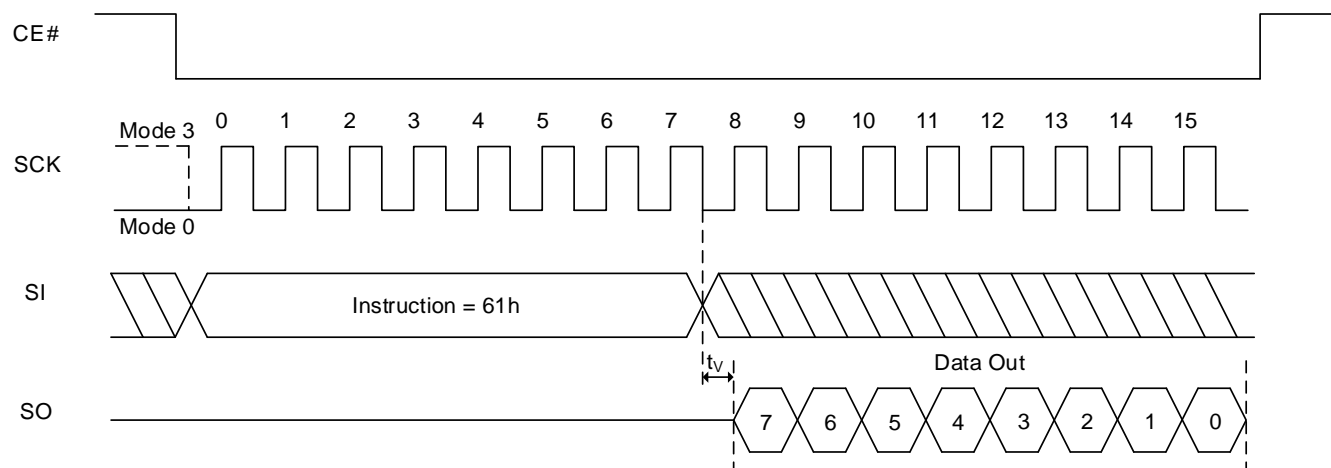 CE#
Mode 3
0 1 2 3 4 5 6 7 8 9 10 11 12 13 14 15
SCK
Mode 0
SI
Instruction = 61h
tV
Data Out
SO
7 6 5 4 3 2 1 0